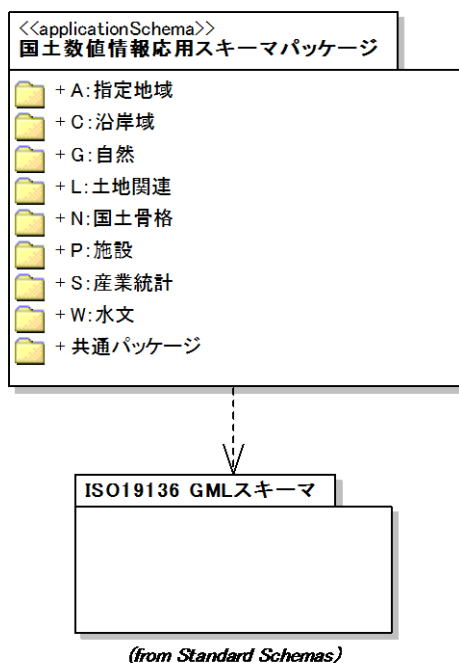 <<applicationSchema>>
国土数値情報応用スキーマパッケージ
+ A:指定地域
+ C:沿岸域
+ G:自然
+ L:土地関連
+ N:国土骨格
+ P:施設
+ S:産業統計
+ W:水文
+ 共通パッケージ
ISO19136 GMLスキーマ
(from Standard Schemas)